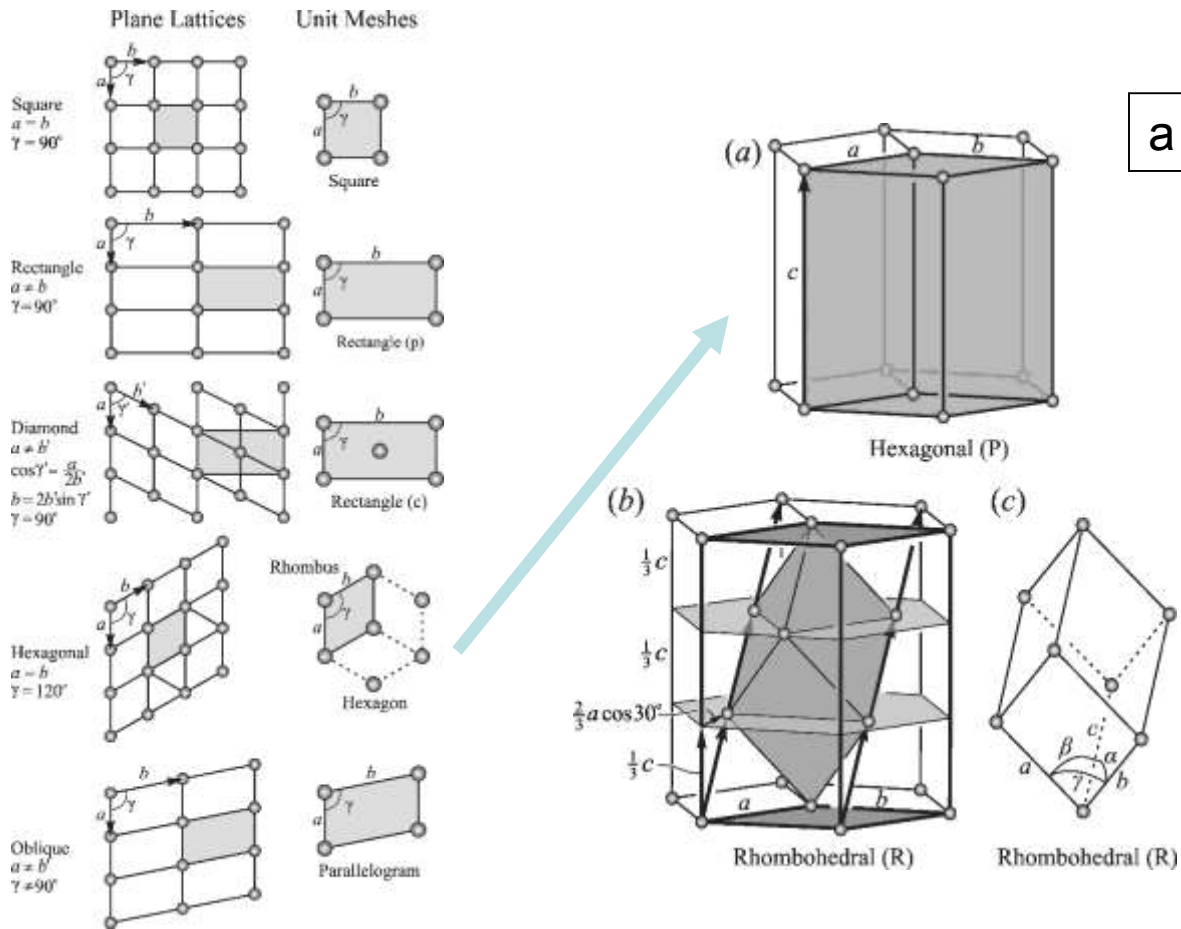 Plane Lattices
Unit Meshes
b
γ
a
Square
a = b
γ = 90°
b
γ
a
Square
b
γ
a
Rectangle
a ≠ b
γ = 90°
b
γ
a
Rectangle (p)
b'
γ'
a
Diamond
a ≠ b'
cosγ' = a/2b'
b = 2b'sin γ'
γ = 90°
b
γ
a
Rectangle (c)
b
γ
a
Hexagonal
a = b
γ = 120°
Rhombus
b
γ
a
Hexagon
b
γ
a
Oblique
a ≠ b'
γ ≠ 90°
b
γ
a
Parallelogram
a
(a)
a
b
c
Hexagonal (P)
(b)
1/3 c
1/3 c
2/3 a cos 30°
1/3 c
a
b
Rhombohedral (R)
(c)
c
β
α
a
γ
b
Rhombohedral (R)